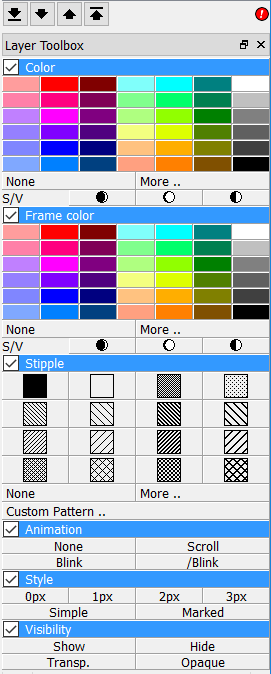 Layer Toolbox
Color
None More ..
S/V
Frame color
None More ..
S/V
Stipple
None More ..
Custom Pattern ..
Animation
None Scroll
Blink /Blink
Style
0px 1px 2px 3px
Simple Marked
Visibility
Show Hide
Transp. Opaque